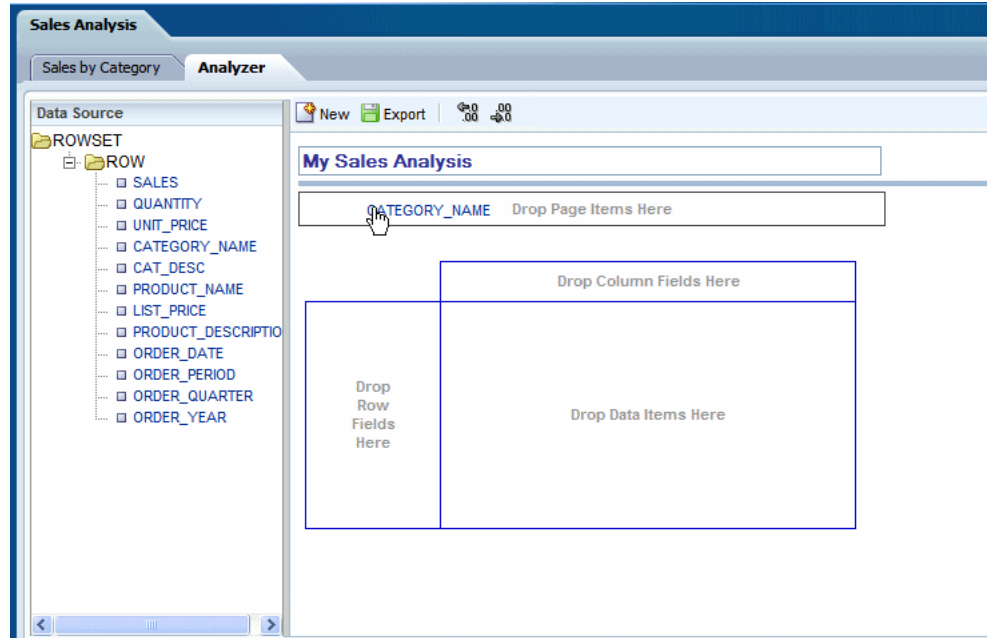 Sales Analysis
Sales by Category Analyzer
Data Source
New Export .00 .00
ROWSET
ROW
SALES
QUANTITY
UNIT_PRICE
CATEGORY_NAME
CAT_DESC
PRODUCT_NAME
LIST_PRICE
PRODUCT_DESCRIPTIO
ORDER_DATE
ORDER_PERIOD
ORDER_QUARTER
ORDER_YEAR
My Sales Analysis
CATEGORY_NAME Drop Page Items Here
Drop Column Fields Here
Drop
Row
Fields
Here
Drop Data Items Here